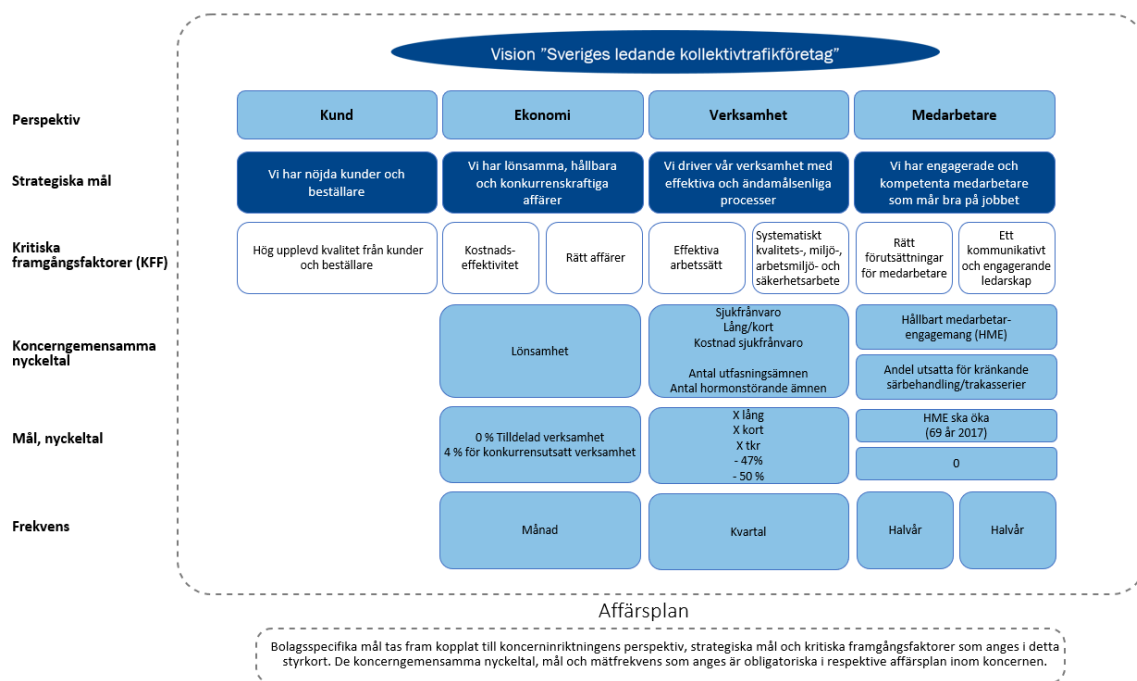 Vision ”Sveriges ledande kollektivtrafikföretag”
Perspektiv
Kund
Ekonomi
Verksamhet
Medarbetare
Strategiska mål
Vi har nöjda kunder och
beställare
Vi har lönsamma, hållbara
och konkurrenskraftiga
affärer
Vi driver vår verksamhet med
effektiva och ändamålsenliga
processer
Vi har engagerade och
kompetenta medarbetare
som mår bra på jobbet
Kritiska
framgångsfaktorer (KFF)
Hög upplevd kvalitet från kunder
och beställare
Kostnads-
effektivitet
Rätt affärer
Effektiva
arbetssätt
Systematiskt
kvalitets-, miljö-,
arbetsmiljö- och
säkerhetsarbete
Rätt
förutsättningar
för medarbetare
Ett
kommunikativt
och engagerande
ledarskap
Koncerngemensamma
nyckeltal
Lönsamhet
Sjukfrånvaro
Lång/kort
Kostnad sjukfrånvaro
Antal utfasningsämnen
Antal hormonstörande ämnen
Hållbart medarbetar-
engagemang (HME)
Andel utsatta för kränkande
särbehandling/trakasserier
Mål, nyckeltal
0 % Tilldelad verksamhet
4 % för konkurrensutsatt verksamhet
X lång
X kort
X tkr
- 47%
- 50 %
HME ska öka
(69 år 2017)
0
Frekvens
Månad
Kvartal
Halvår
Halvår
Affärsplan
Bolagsspecifika mål tas fram kopplat till koncerninriktningens perspektiv, strategiska mål och kritiska framgångsfaktorer som anges i detta
styrkort. De koncerngemensamma nyckeltal, mål och mätfrekvens som anges är obligatoriska i respektive affärsplan inom koncernen.